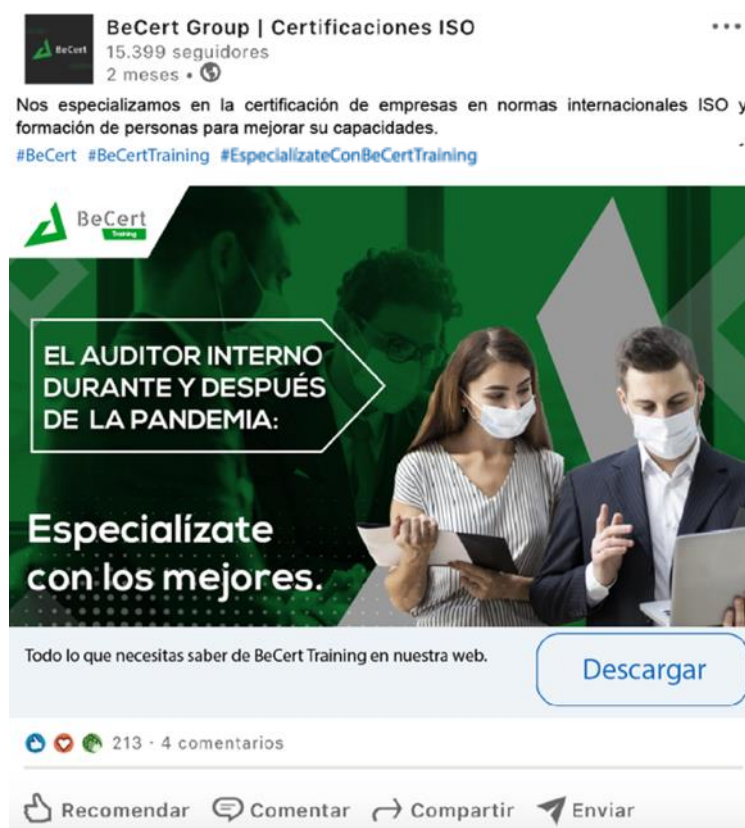 BeCert
BeCert Group | Certificaciones ISO
15.399 seguidores
2 meses •
Nos especializamos en la certificación de empresas en normas internacionales ISO y
formación de personas para mejorar su capacidades.
#BeCert #BeCertTraining #EspecialízateConBeCertTraining
BeCert
Training
EL AUDITOR INTERNO
DURANTE Y DESPUÉS
DE LA PANDEMIA:
Especialízate
con los mejores.
Todo lo que necesitas saber de BeCert Training en nuestra web.
Descargar
213 · 4 comentarios
Recomendar Comentar Compartir Enviar